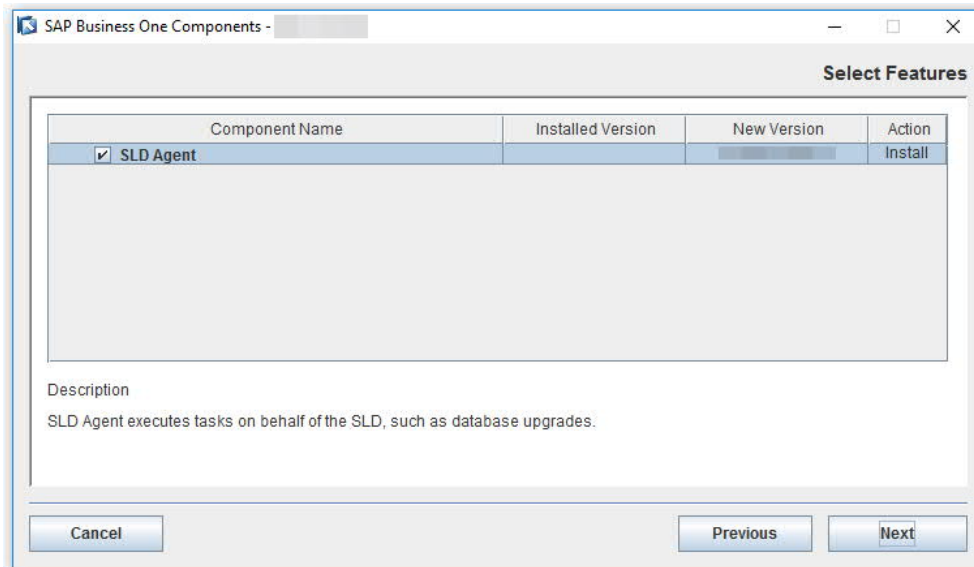 SAP Business One Components -
Select Features
Component Name Installed Version New Version Action
SLD Agent Install
Description
SLD Agent executes tasks on behalf of the SLD, such as database upgrades.
Cancel Previous Next